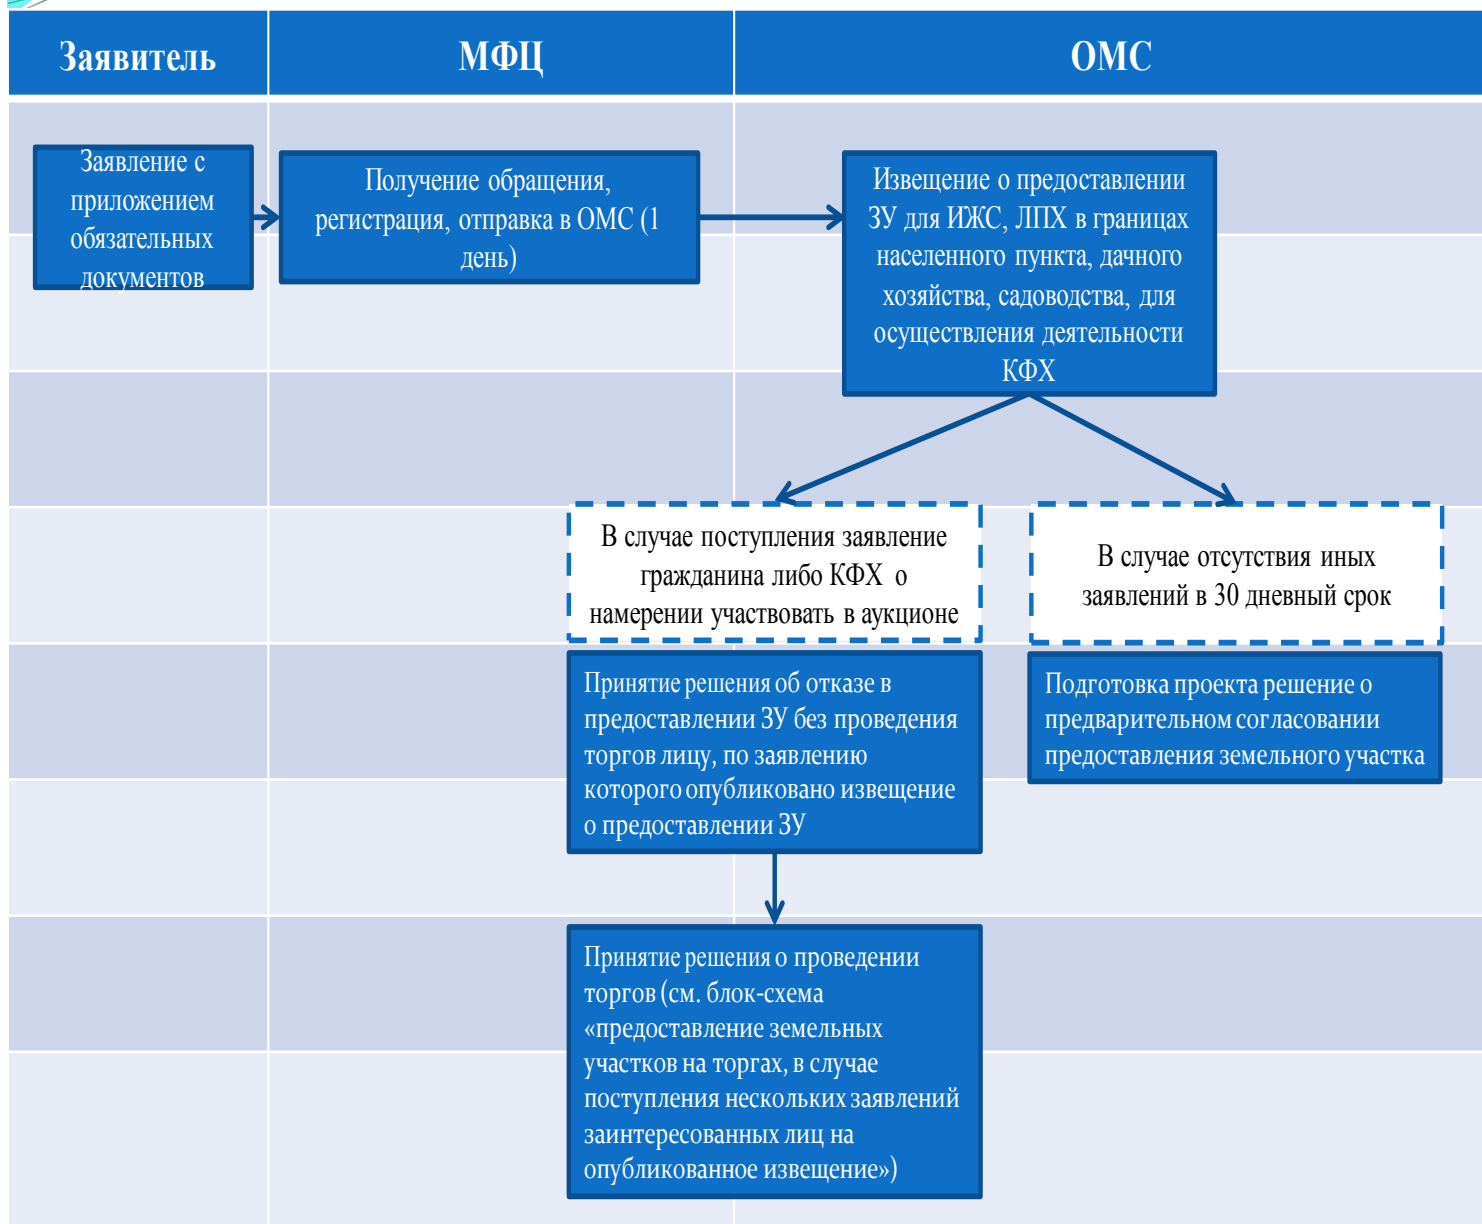 Заявитель
МФЦ
ОМС
Заявление с
приложением
обязательных
документов
Получение обращения,
регистрация, отправка в ОМС (1
день)
Извещение о предоставлении
ЗУ для ИЖС, ЛПХ в границах
населенного пункта, дачного
хозяйства, садоводства, для
осуществления деятельности
КФХ
В случае поступления заявление
гражданина либо КФХ о
намерении участвовать в аукционе
В случае отсутствия иных
заявлений в 30 дневный срок
Принятие решения об отказе в
предоставлении ЗУ без проведения
торгов лицу, по заявлению
которого опубликовано извещение
о предоставлении ЗУ
Подготовка проекта решение о
предварительном согласовании
предоставления земельного участка
Принятие решения о проведении
торгов (см. блок-схема
«предоставление земельных
участков на торгах, в случае
поступления нескольких заявлений
заинтересованных лиц на
опубликованное извещение»)